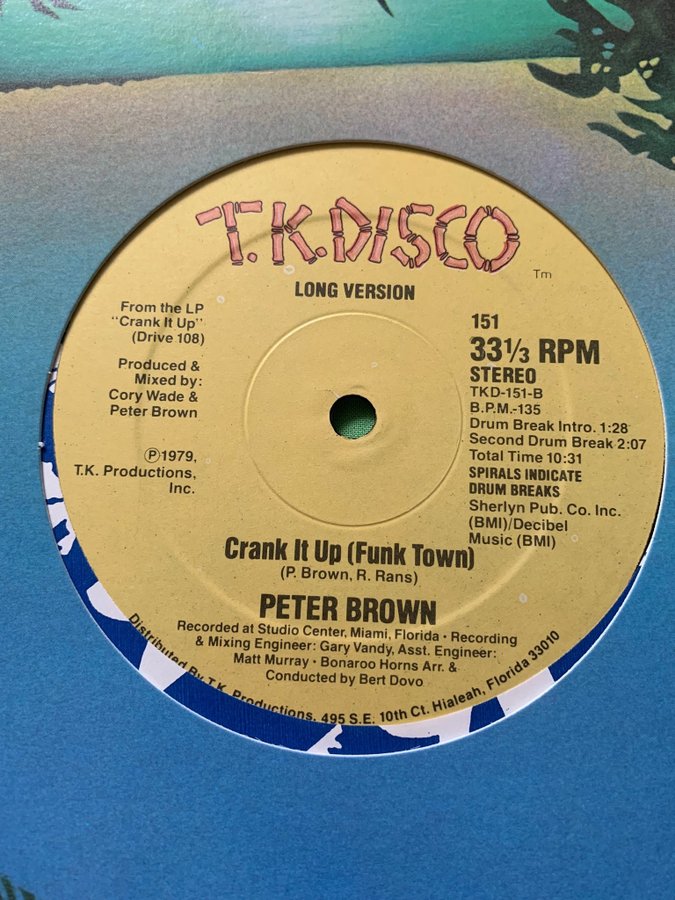 T.K.DISCO
Tm
LONG VERSION
From the LP
"Crank It Up"
(Drive 108)
Produced &
Mixed by:
Cory Wade &
Peter Brown
Ⓟ1979,
T.K. Productions,
Inc.
151
33⅓ RPM
STEREO
TKD-151-B
B.P.M.-135
Drum Break Intro. 1:28
Second Drum Break 2:07
Total Time 10:31
SPIRALS INDICATE
DRUM BREAKS
Sherlyn Pub. Co. Inc.
(BMI)/Decibel
Music (BMI)
Crank It Up (Funk Town)
(P. Brown, R. Rans)
PETER BROWN
Recorded at Studio Center, Miami, Florida • Recording
& Mixing Engineer: Gary Vandy, Asst. Engineer:
Matt Murray • Bonaroo Horns Arr. &
Conducted by Bert Dovo
Distributed By T.K. Productions, 495 S.E. 10th Ct. Hialeah, Florida 33010